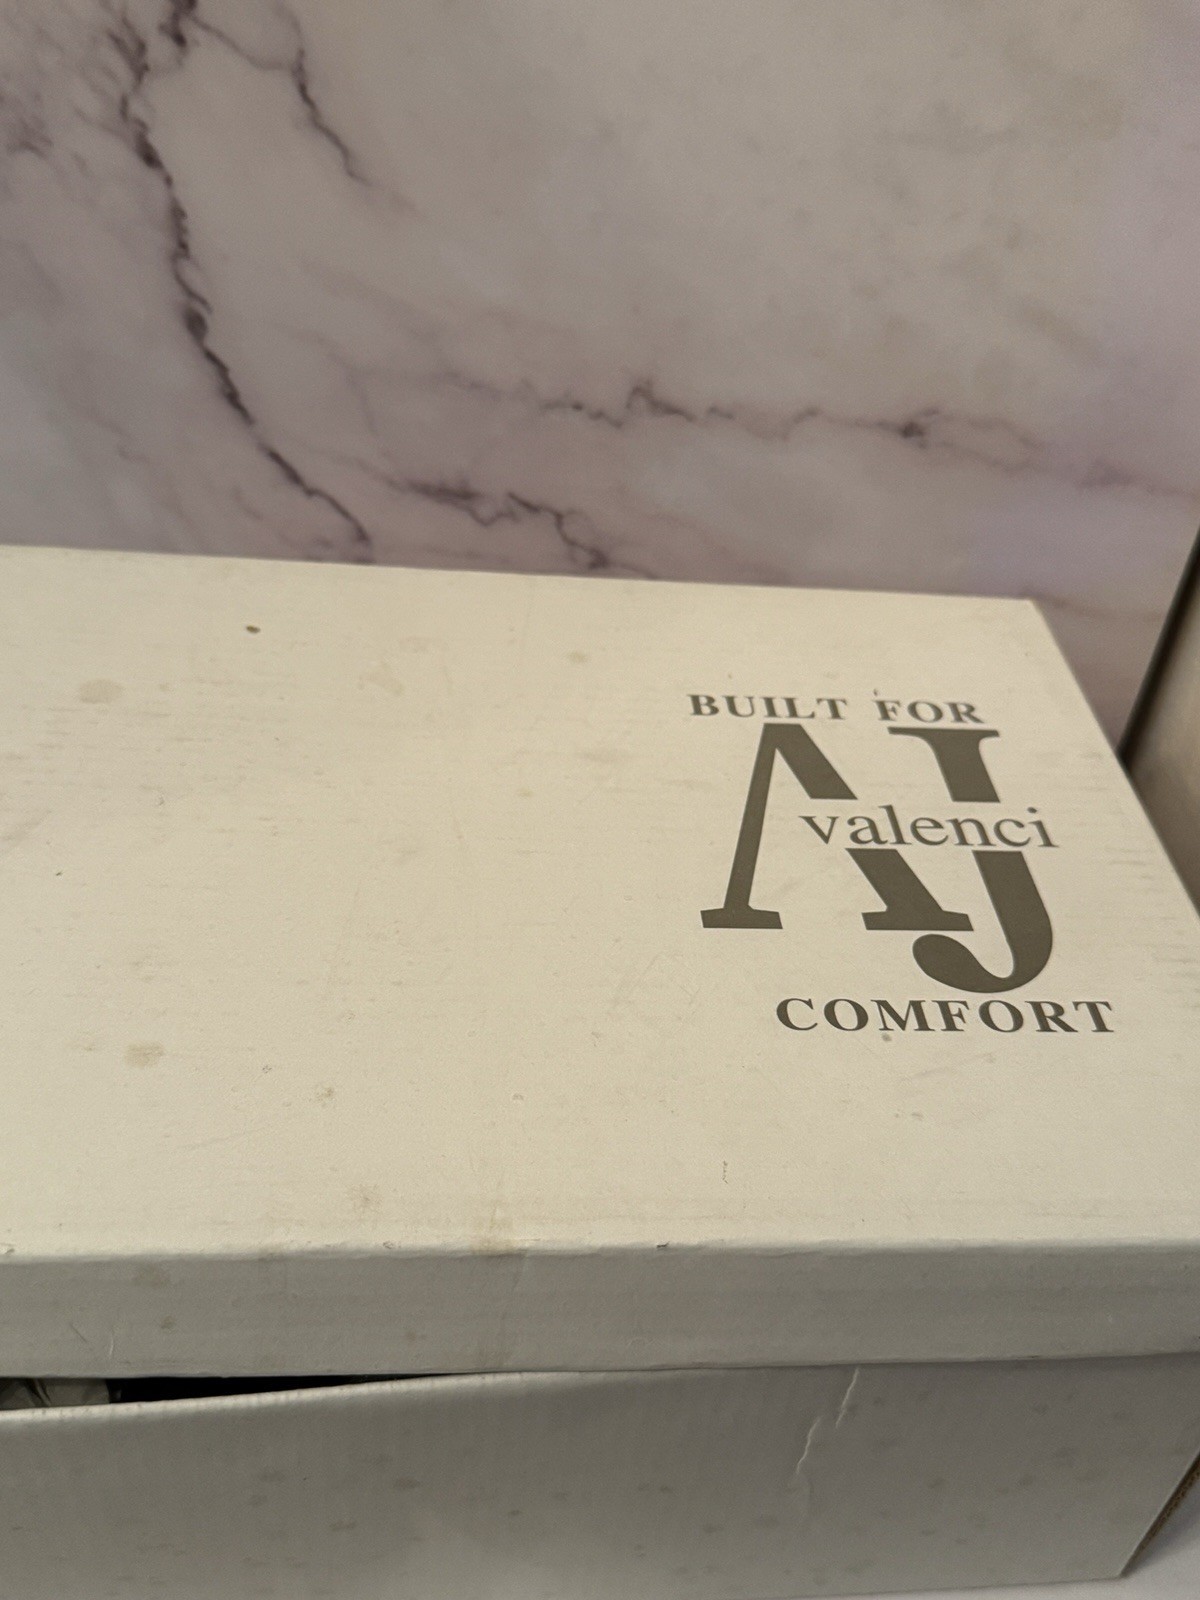 BUILT FOR
AJ
valenci
COMFORT